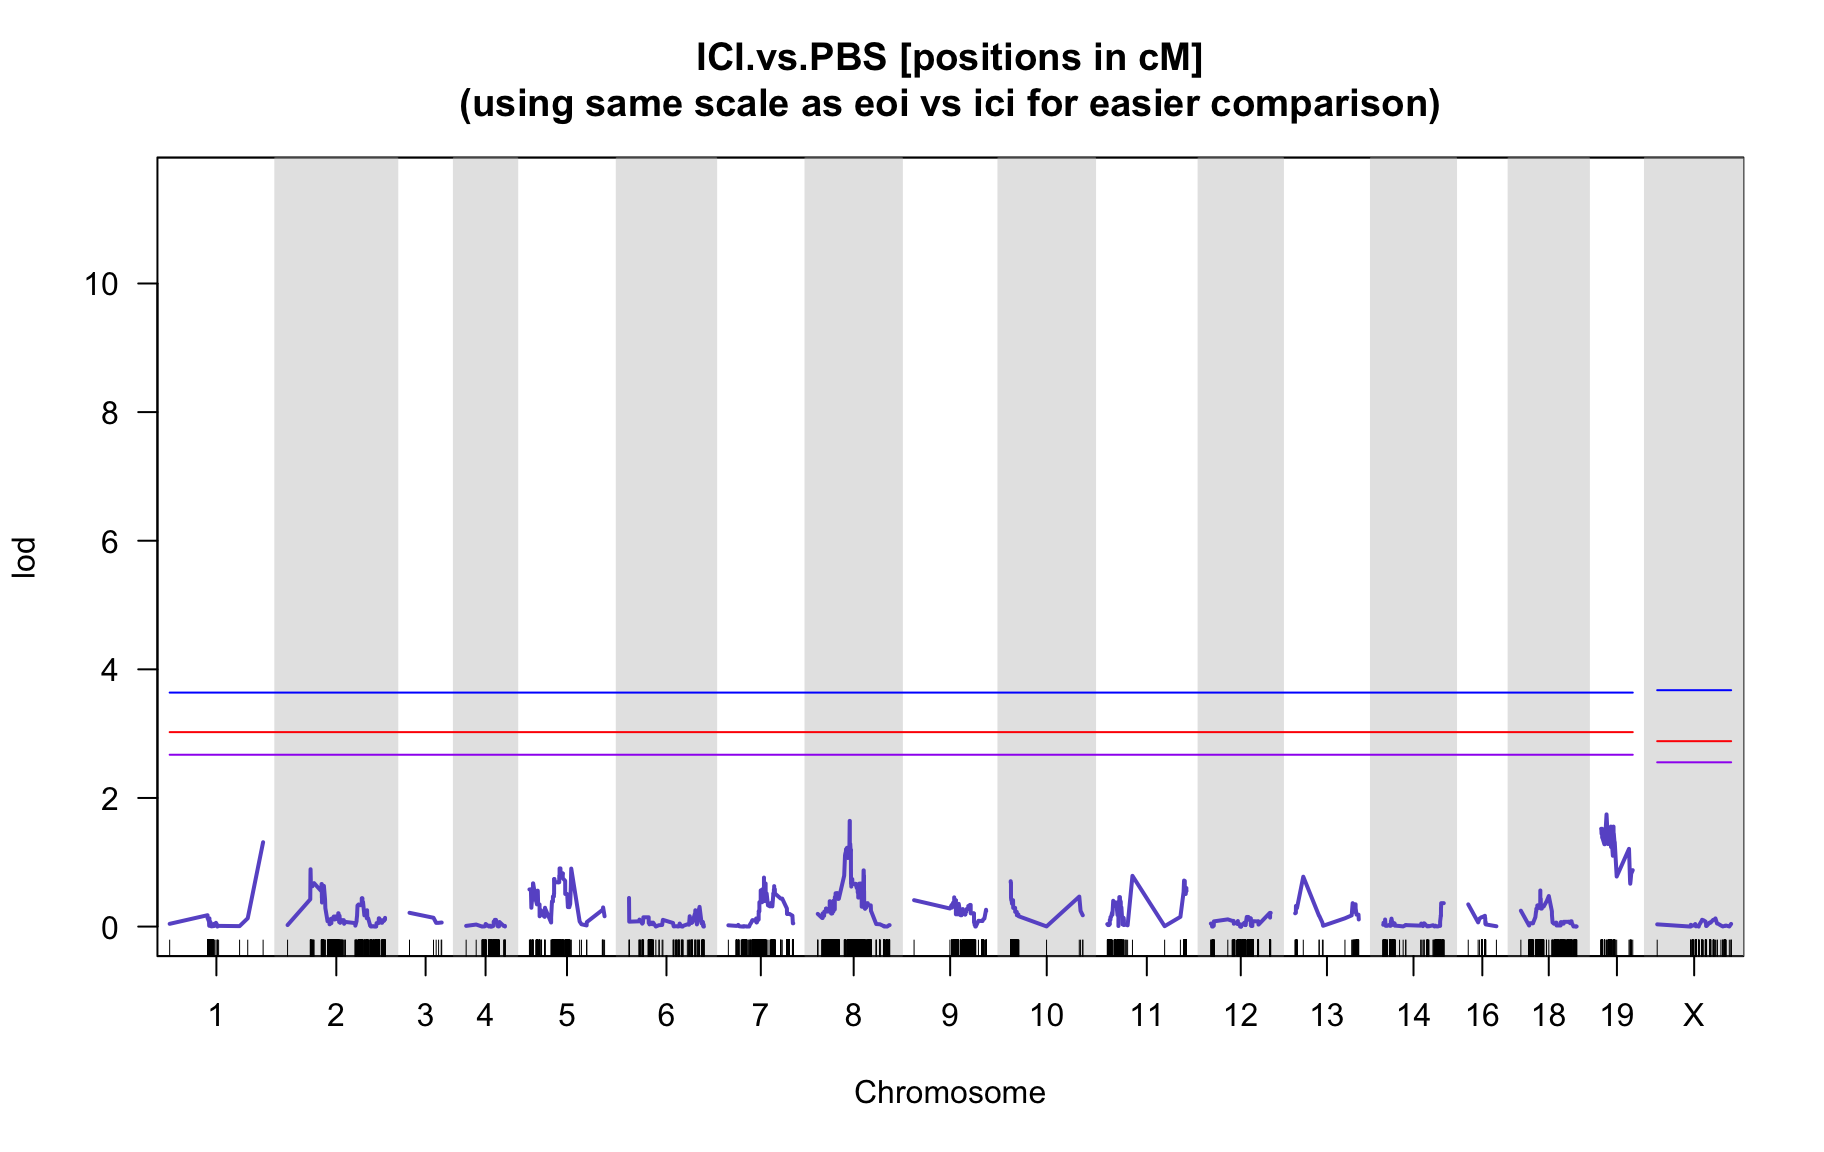 ICI.vs.PBS [positions in cM]
(using same scale as eoi vs ici for easier comparison)
10
8
6
4
2
0
lod
1 2 3 4 5 6 7 8 9 10 11 12 13 14 16 18 19 X
Chromosome